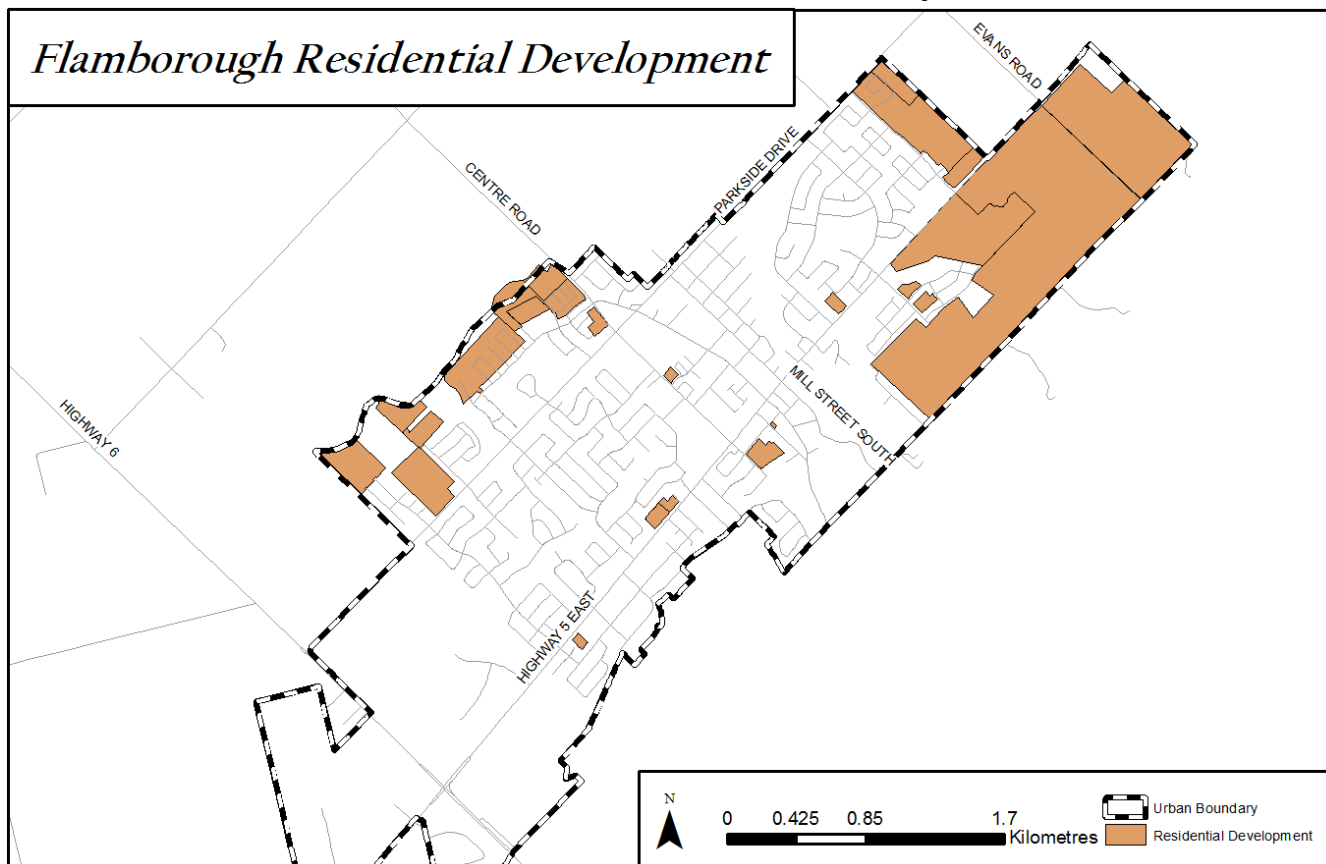 Flamborough Residential Development
EVANS ROAD
PARKSIDE DRIVE
CENTRE ROAD
MILL STREET SOUTH
HIGHWAY 6
HIGHWAY 5 EAST
N
0 0.425 0.85 1.7
Kilometres
Urban Boundary
Residential Development